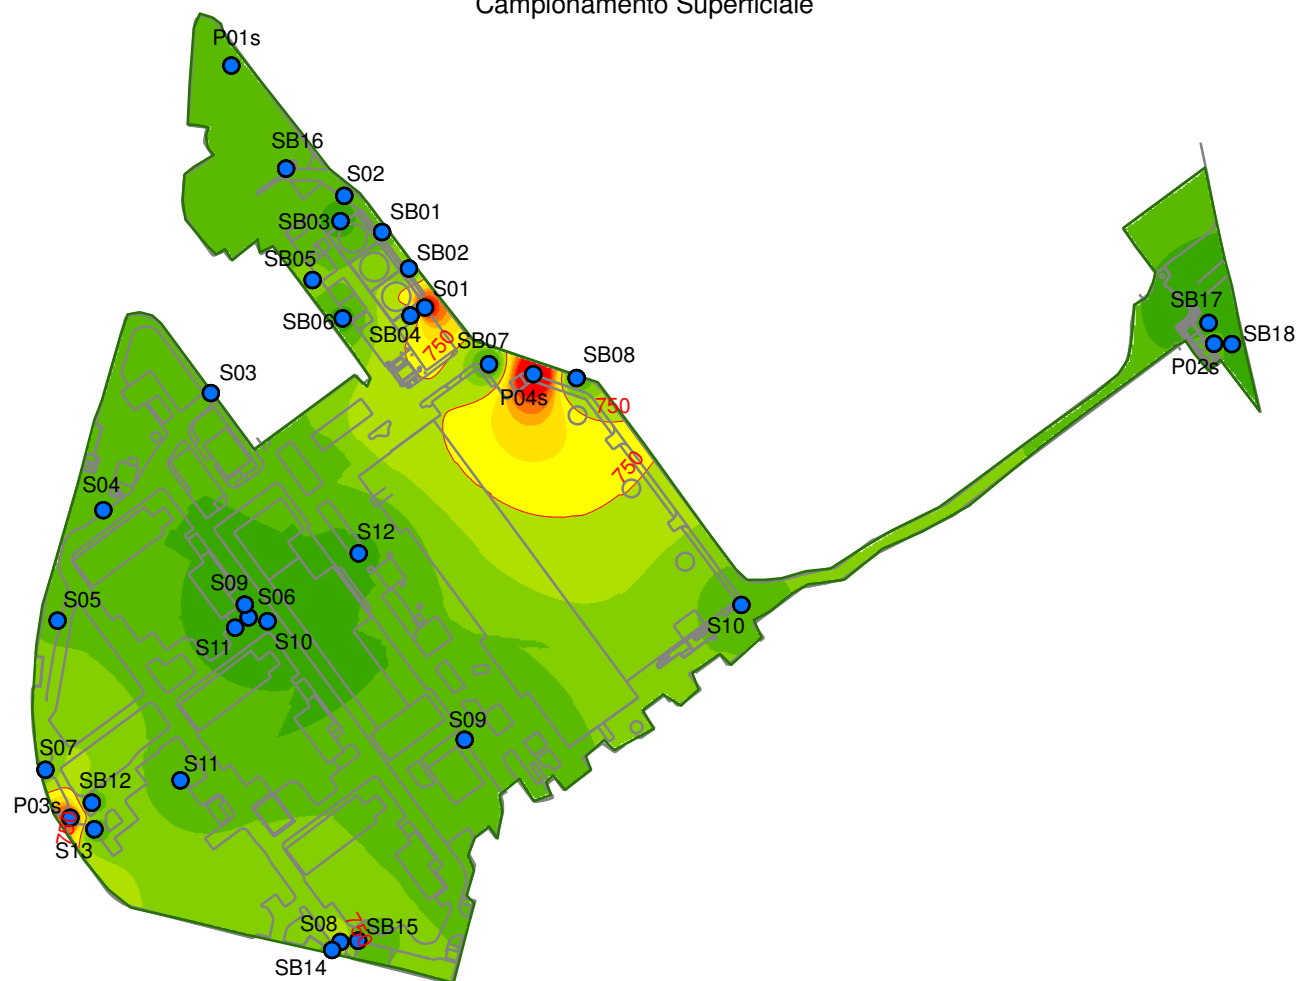 Campionamento Superficiale
P01s
SB16
S02
SB03
SB01
SB05
SB02
S01
SB06
SB04
750
SB07
SB08
P04s
750
750
S03
S04
S12
S05
S09
S06
S11
S10
S10
SB17
SB18
P02s
S09
S07
S11
SB12
P03s
750
S13
S08
750
SB15
SB14